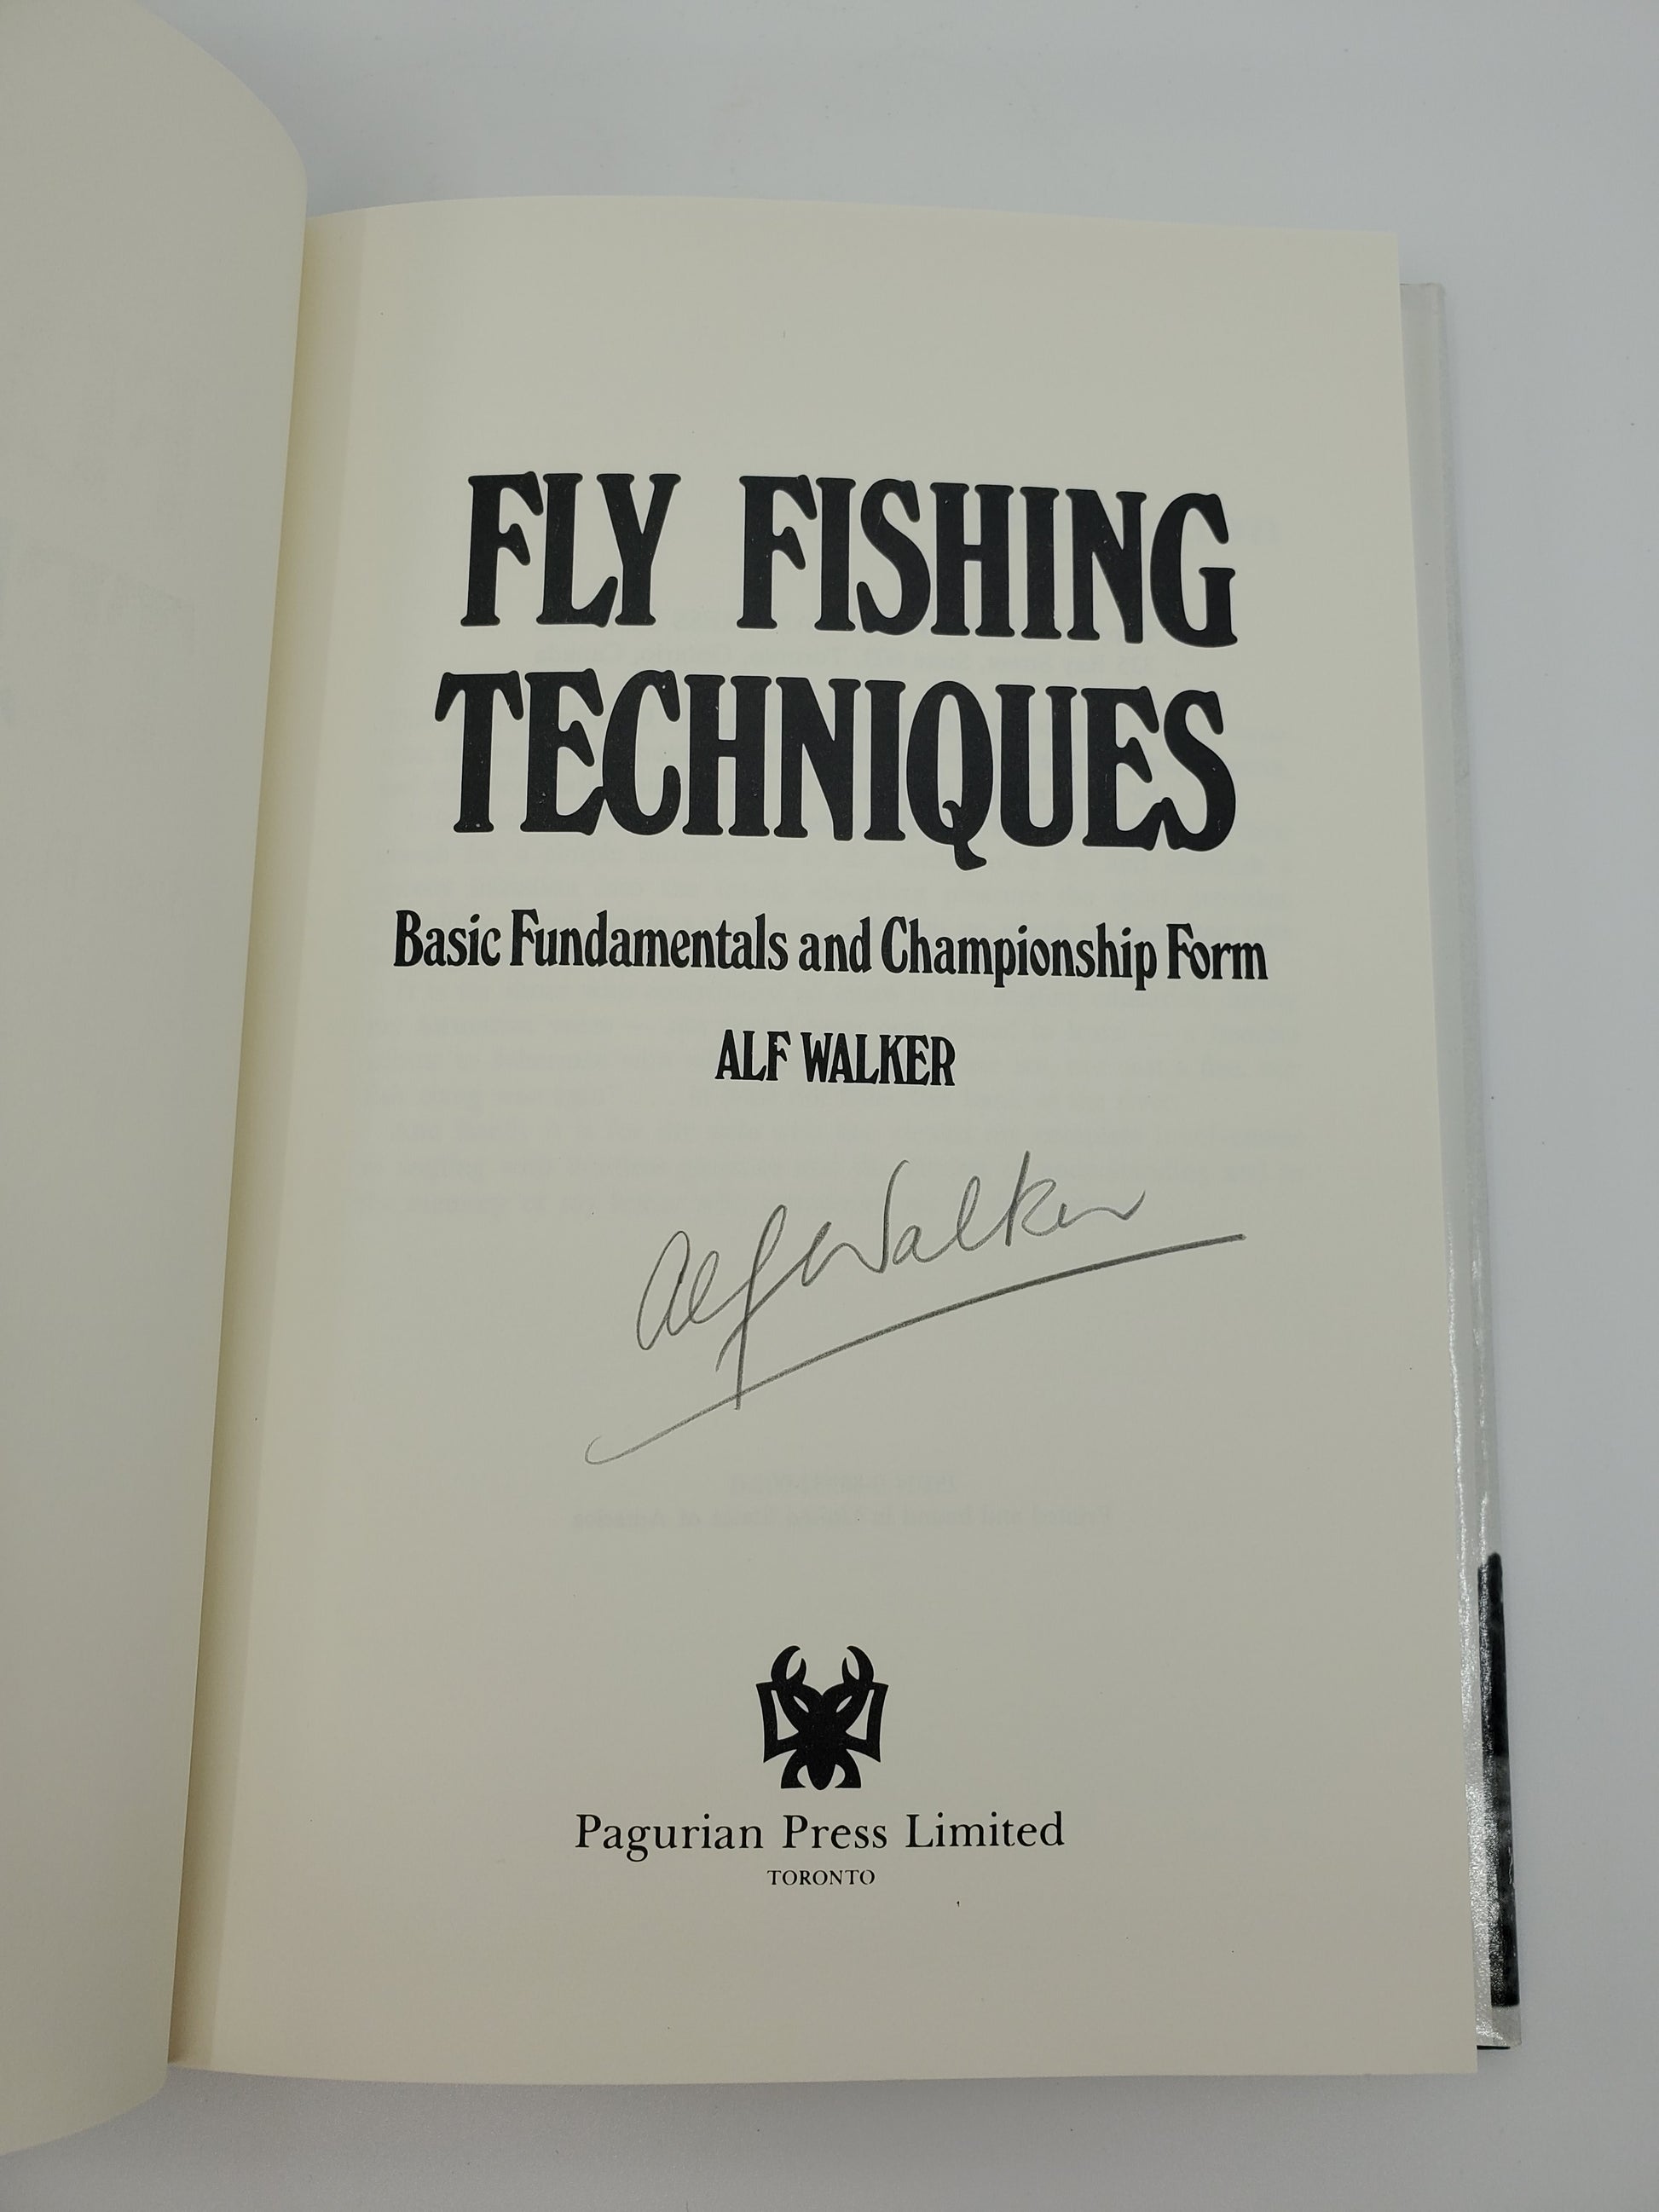 FLY FISHING
TECHNIQUES
Basic Fundamentals and Championship Form
ALF WALKER
Alf Walker
Pagurian Press Limited
TORONTO